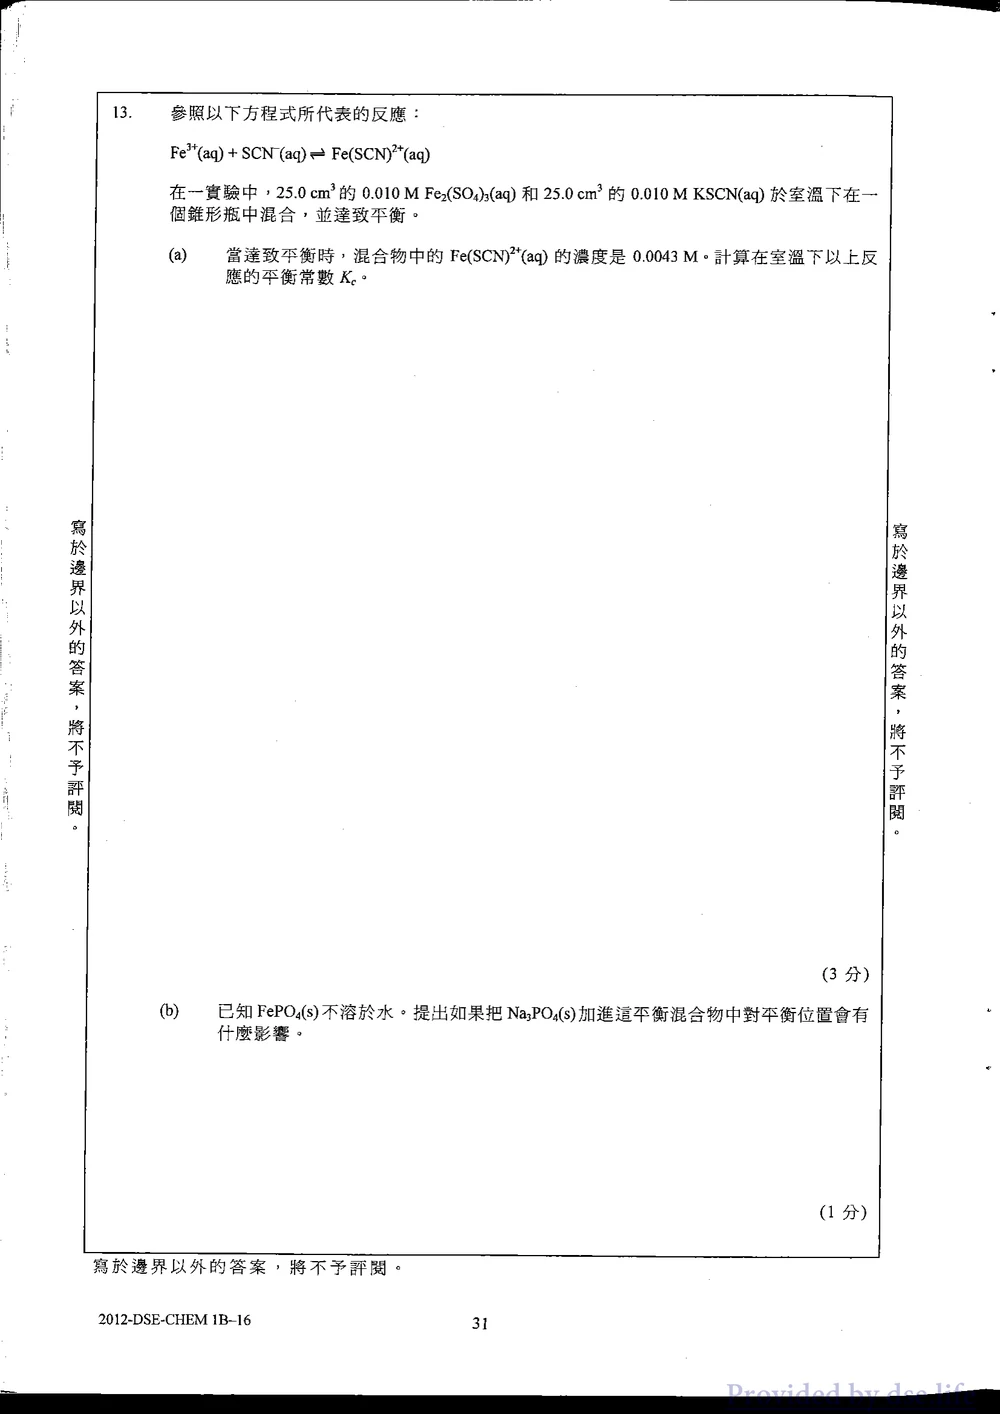 13. 參照以下方程式所代表的反應：
Fe³⁺(aq) + SCN⁻(aq) ⇌ Fe(SCN)²⁺(aq)
在一實驗中，25.0 cm³ 的 0.010 M Fe₂(SO₄)₃(aq) 和 25.0 cm³ 的 0.010 M KSCN(aq) 於室溫下在一
個錐形瓶中混合，並達致平衡。
(a) 當達致平衡時，混合物中的 Fe(SCN)²⁺(aq) 的濃度是 0.0043 M。計算在室溫下以上反
應的平衡常數 Kc。
(3 分)
(b) 已知 FePO₄(s) 不溶於水。提出如果把 Na₃PO₄(s) 加進這平衡混合物中對平衡位置會有
什麼影響。
(1 分)
寫於邊界以外的答案，將不予評閱。
寫於邊界以外的答案，將不予評閱。
寫於邊界以外的答案，將不予評閱。
2012-DSE-CHEM 1B–16
31
Provided by dse.life